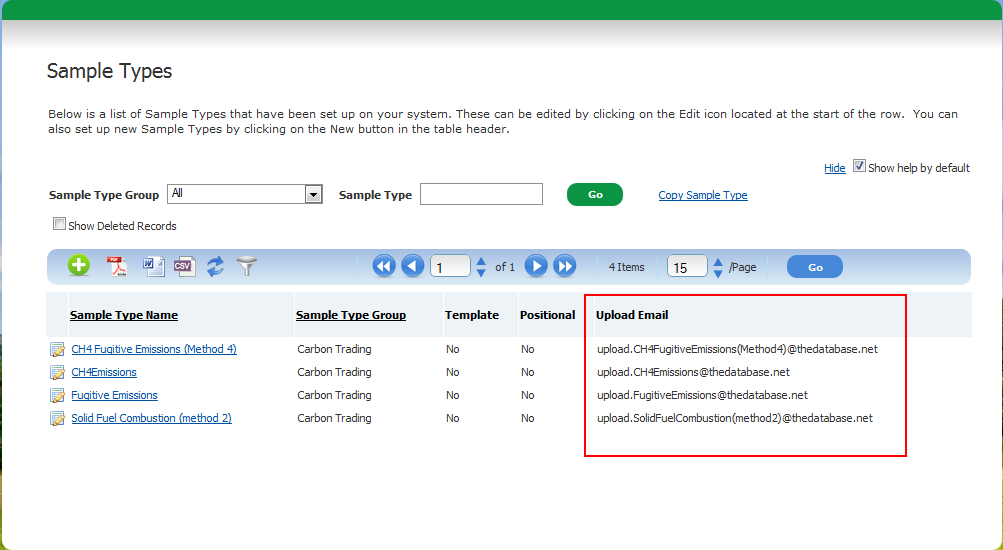 Sample Types
Below is a list of Sample Types that have been set up on your system. These can be edited by clicking on the Edit icon located at the start of the row. You can
also set up new Sample Types by clicking on the New button in the table header.
Hide Show help by default
Sample Type Group All Sample Type Go Copy Sample Type
Show Deleted Records
PDF W CSV 1 of 1 4 Items 15 /Page Go
Sample Type Name Sample Type Group Template Positional Upload Email
CH4 Fugitive Emissions (Method 4) Carbon Trading No No upload.CH4FugitiveEmissions(Method4)@thedatabase.net
CH4Emissions Carbon Trading No No upload.CH4Emissions@thedatabase.net
Fugitive Emissions Carbon Trading No No upload.FugitiveEmissions@thedatabase.net
Solid Fuel Combustion (method 2) Carbon Trading No No upload.SolidFuelCombustion(method2)@thedatabase.net